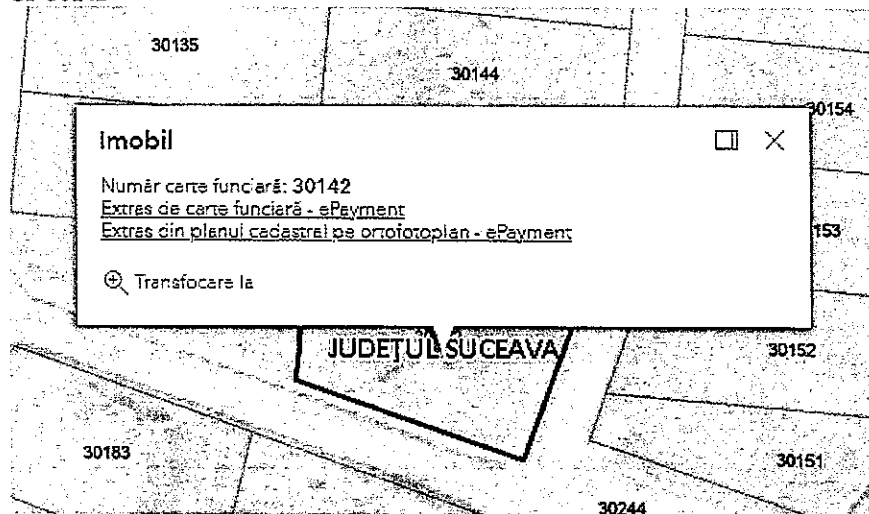 30135
30144
30154
Imobil
Număr carte funciară: 30142
Extras de carte funciară - ePayment
Extras din planul cadastral pe ortofotoplan - ePayment
153
Transfocare la
JUDEȚUL SUCEAVA
30152
30183
30151
30244